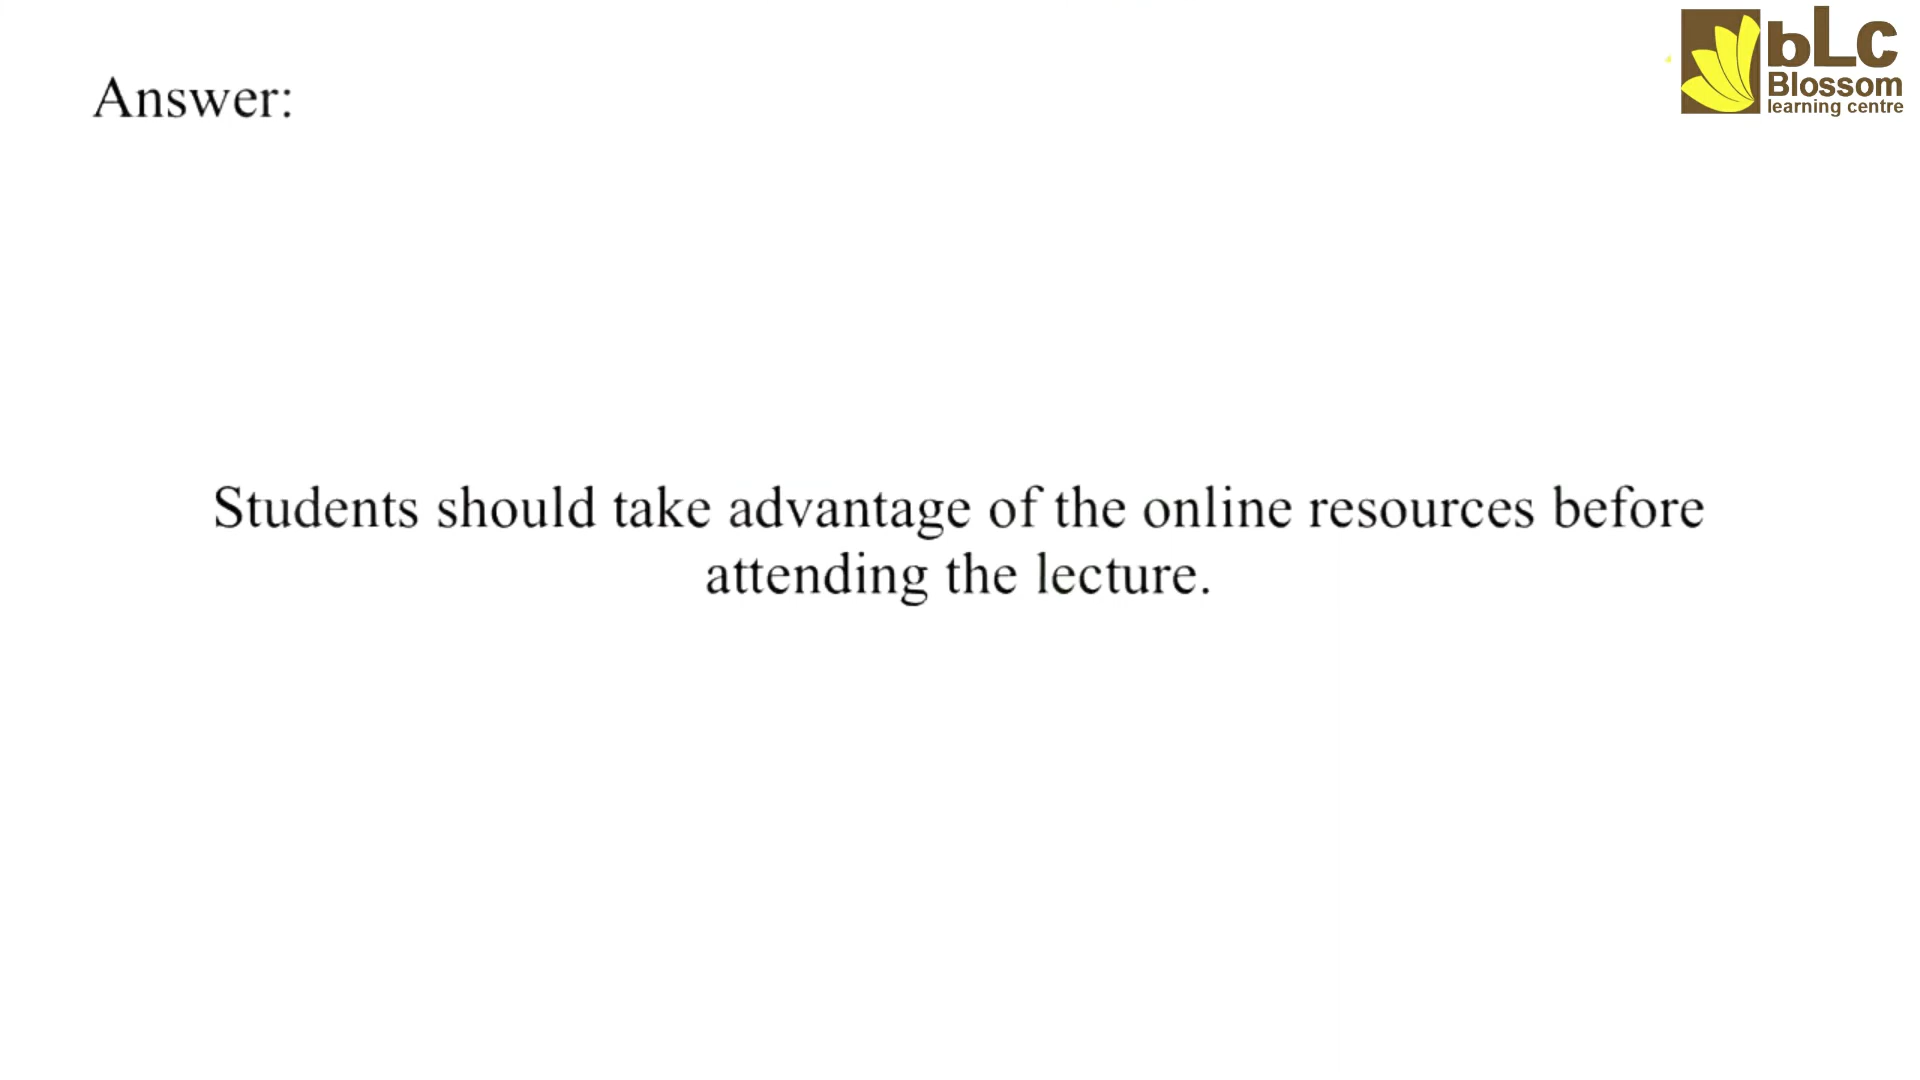 bLc
Blossom
learning centre
Answer:
Students should take advantage of the online resources before
attending the lecture.